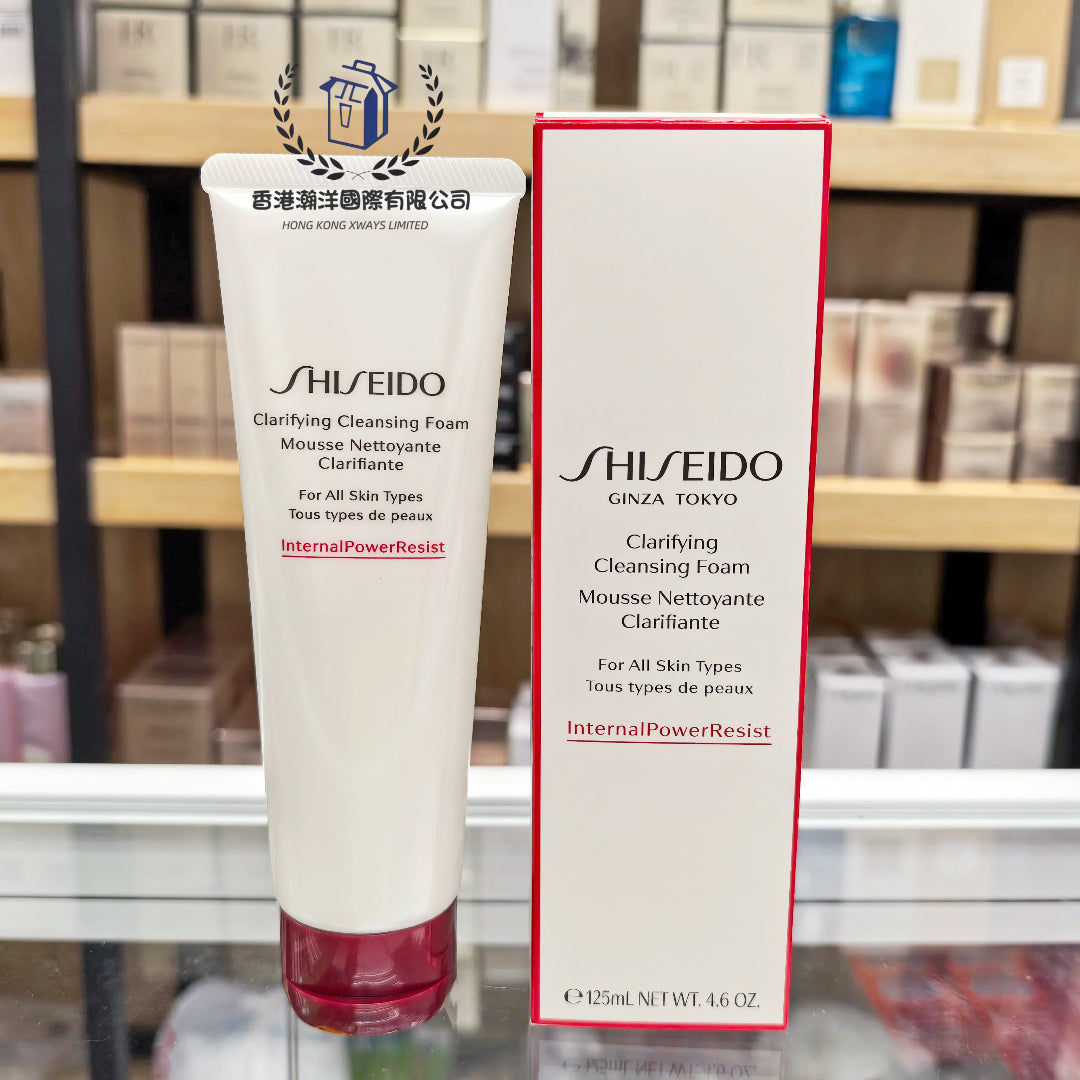 香港瀚洋國際有限公司
HONG KONG XWAYS LIMITED
SHISEIDO
Clarifying Cleansing Foam
Mousse Nettoyante
Clarifiante
For All Skin Types
Tous types de peaux
InternalPowerResist
SHISEIDO
GINZA TOKYO
Clarifying
Cleansing Foam
Mousse Nettoyante
Clarifiante
For All Skin Types
Tous types de peaux
InternalPowerResist
℮125mL NET WT. 4.6 OZ.